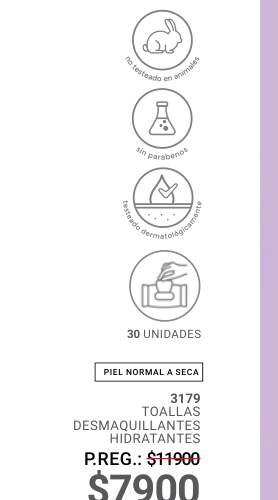 no testeado en animales
sin parabenos
testeado dermatológicamente
30 UNIDADES
PIEL NORMAL A SECA
3179
TOALLAS
DESMAQUILLANTES
HIDRATANTES
P.REG.: $11900
$7900